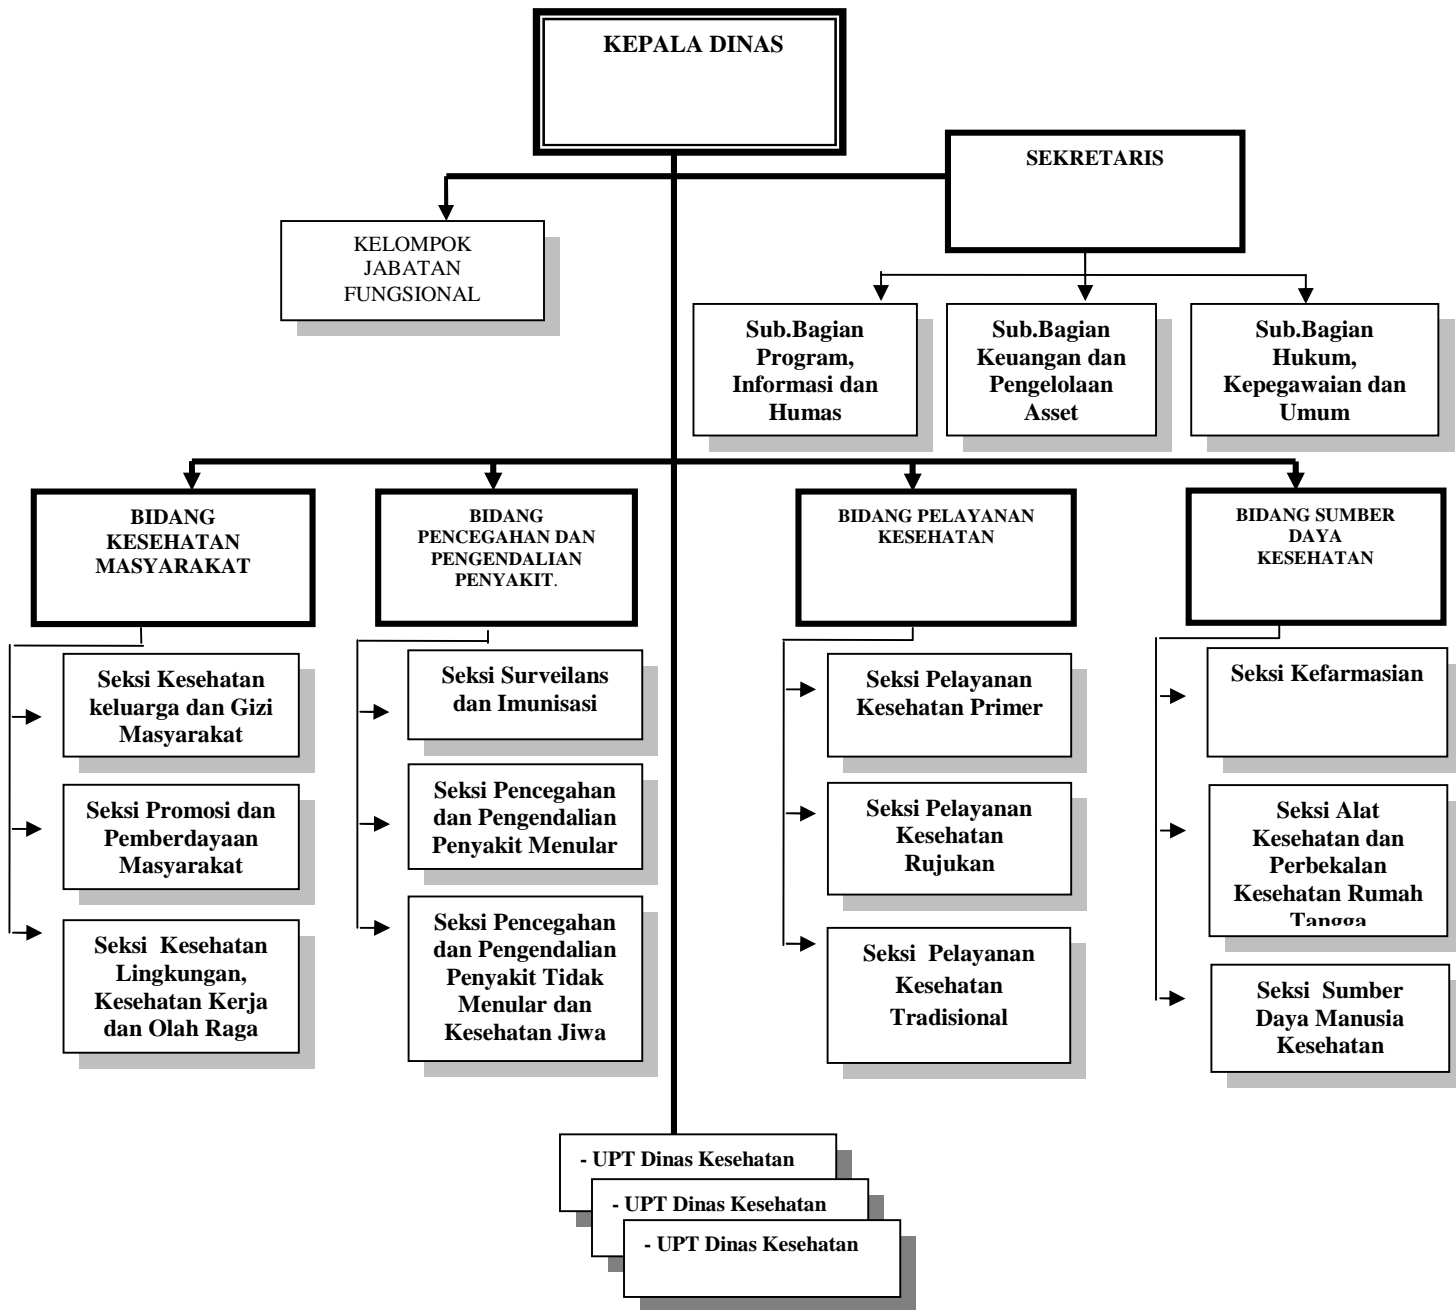 KEPALA DINAS
SEKRETARIS
KELOMPOK
JABATAN
FUNGSIONAL
Sub.Bagian
Program,
Informasi dan
Humas
Sub.Bagian
Keuangan dan
Pengelolaan
Asset
Sub.Bagian
Hukum,
Kepegawaian dan
Umum
BIDANG
KESEHATAN
MASYARAKAT
BIDANG
PENCEGAHAN DAN
PENGENDALIAN
PENYAKIT.
BIDANG PELAYANAN
KESEHATAN
BIDANG SUMBER
DAYA
KESEHATAN
Seksi Kesehatan
keluarga dan Gizi
Masyarakat
Seksi Promosi dan
Pemberdayaan
Masyarakat
Seksi Kesehatan
Lingkungan,
Kesehatan Kerja
dan Olah Raga
Seksi Surveilans
dan Imunisasi
Seksi Pencegahan
dan Pengendalian
Penyakit Menular
Seksi Pencegahan
dan Pengendalian
Penyakit Tidak
Menular dan
Kesehatan Jiwa
Seksi Pelayanan
Kesehatan Primer
Seksi Pelayanan
Kesehatan
Rujukan
Seksi Pelayanan
Kesehatan
Tradisional
Seksi Kefarmasian
Seksi Alat
Kesehatan dan
Perbekalan
Kesehatan Rumah
Tangga
Seksi Sumber
Daya Manusia
Kesehatan
- UPT Dinas Kesehatan
- UPT Dinas Kesehatan
- UPT Dinas Kesehatan